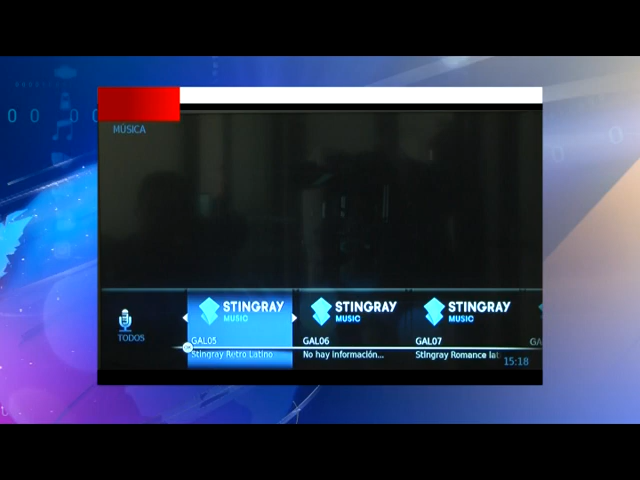 MÚSICA
TODOS
STINGRAY
MUSIC
GAL05
Stingray Retro Latino
STINGRAY
MUSIC
GAL06
No hay información...
STINGRAY
MUSIC
GAL07
Stingray Romance lat
GA
15:18